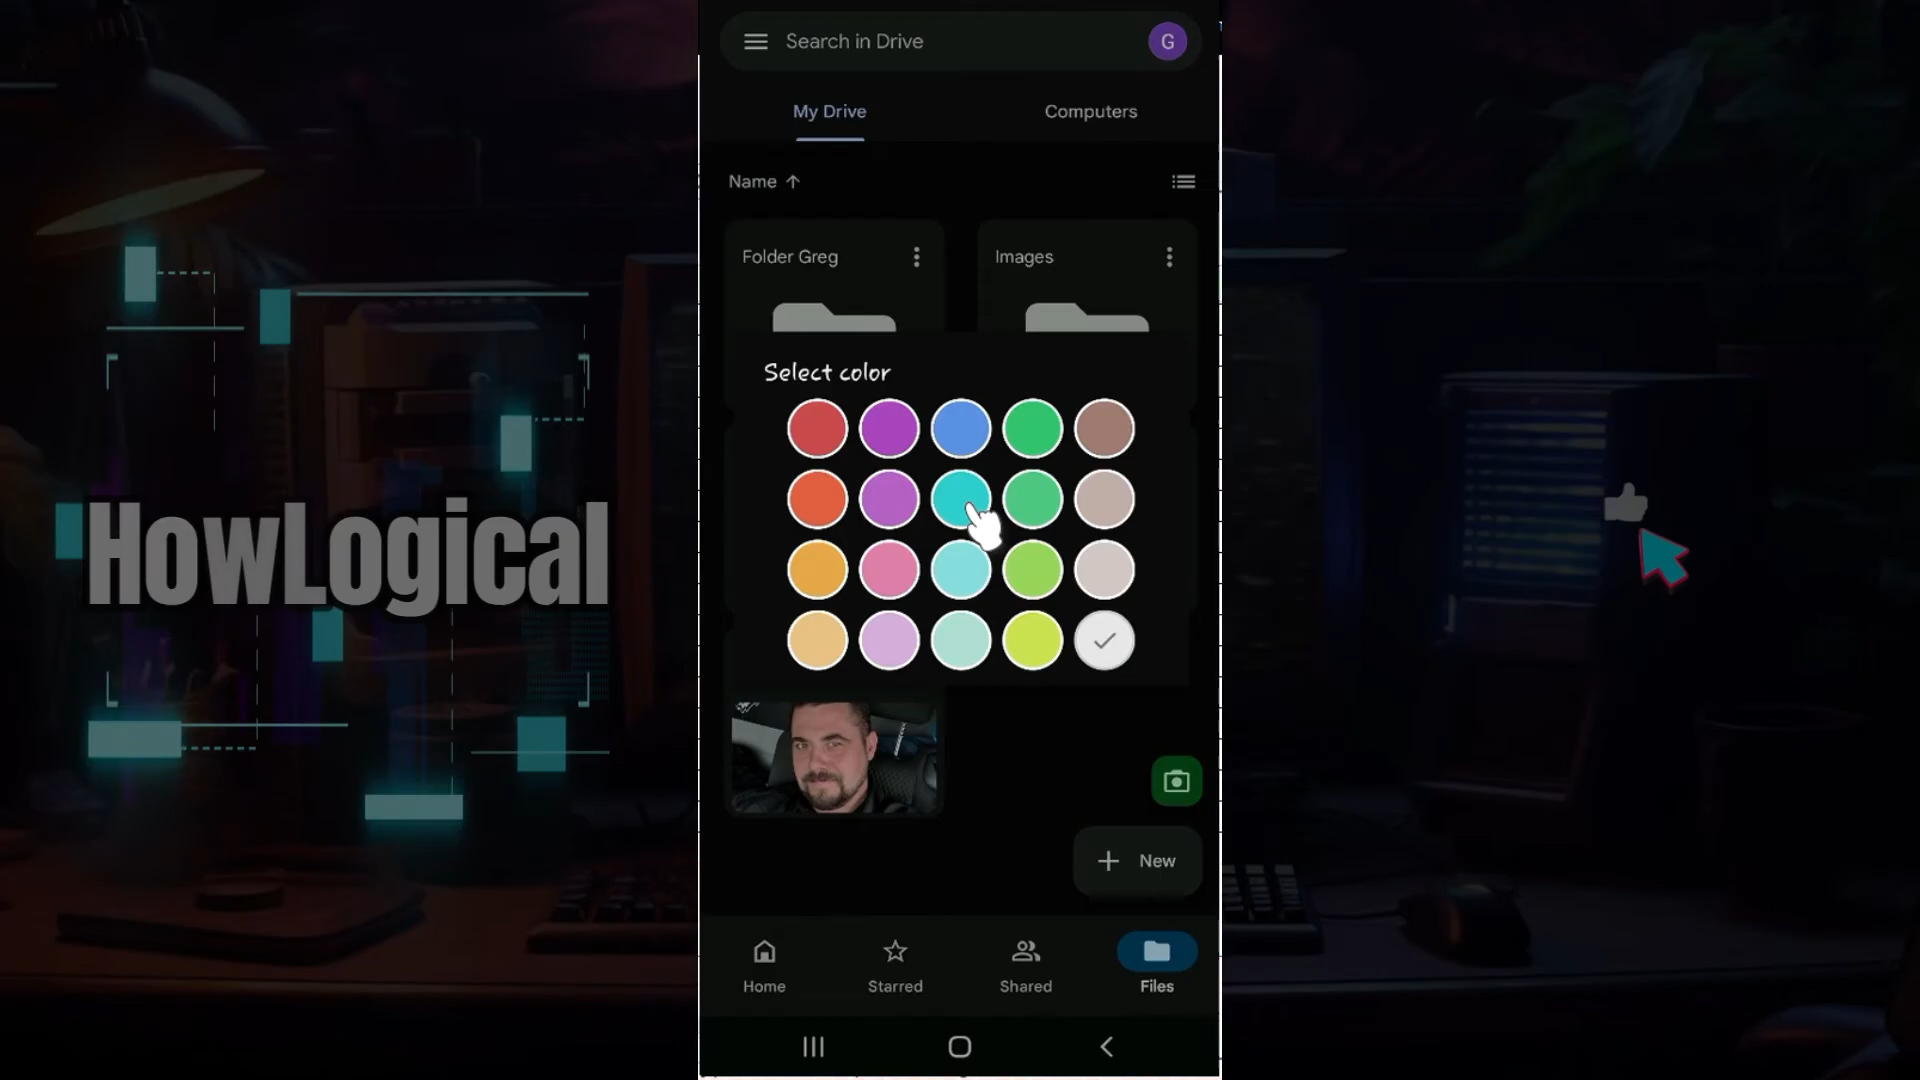 Search in Drive
G
My Drive
Computers
Name
Folder Greg
Images
Select color
HowLogical
New
Home
Starred
Shared
Files